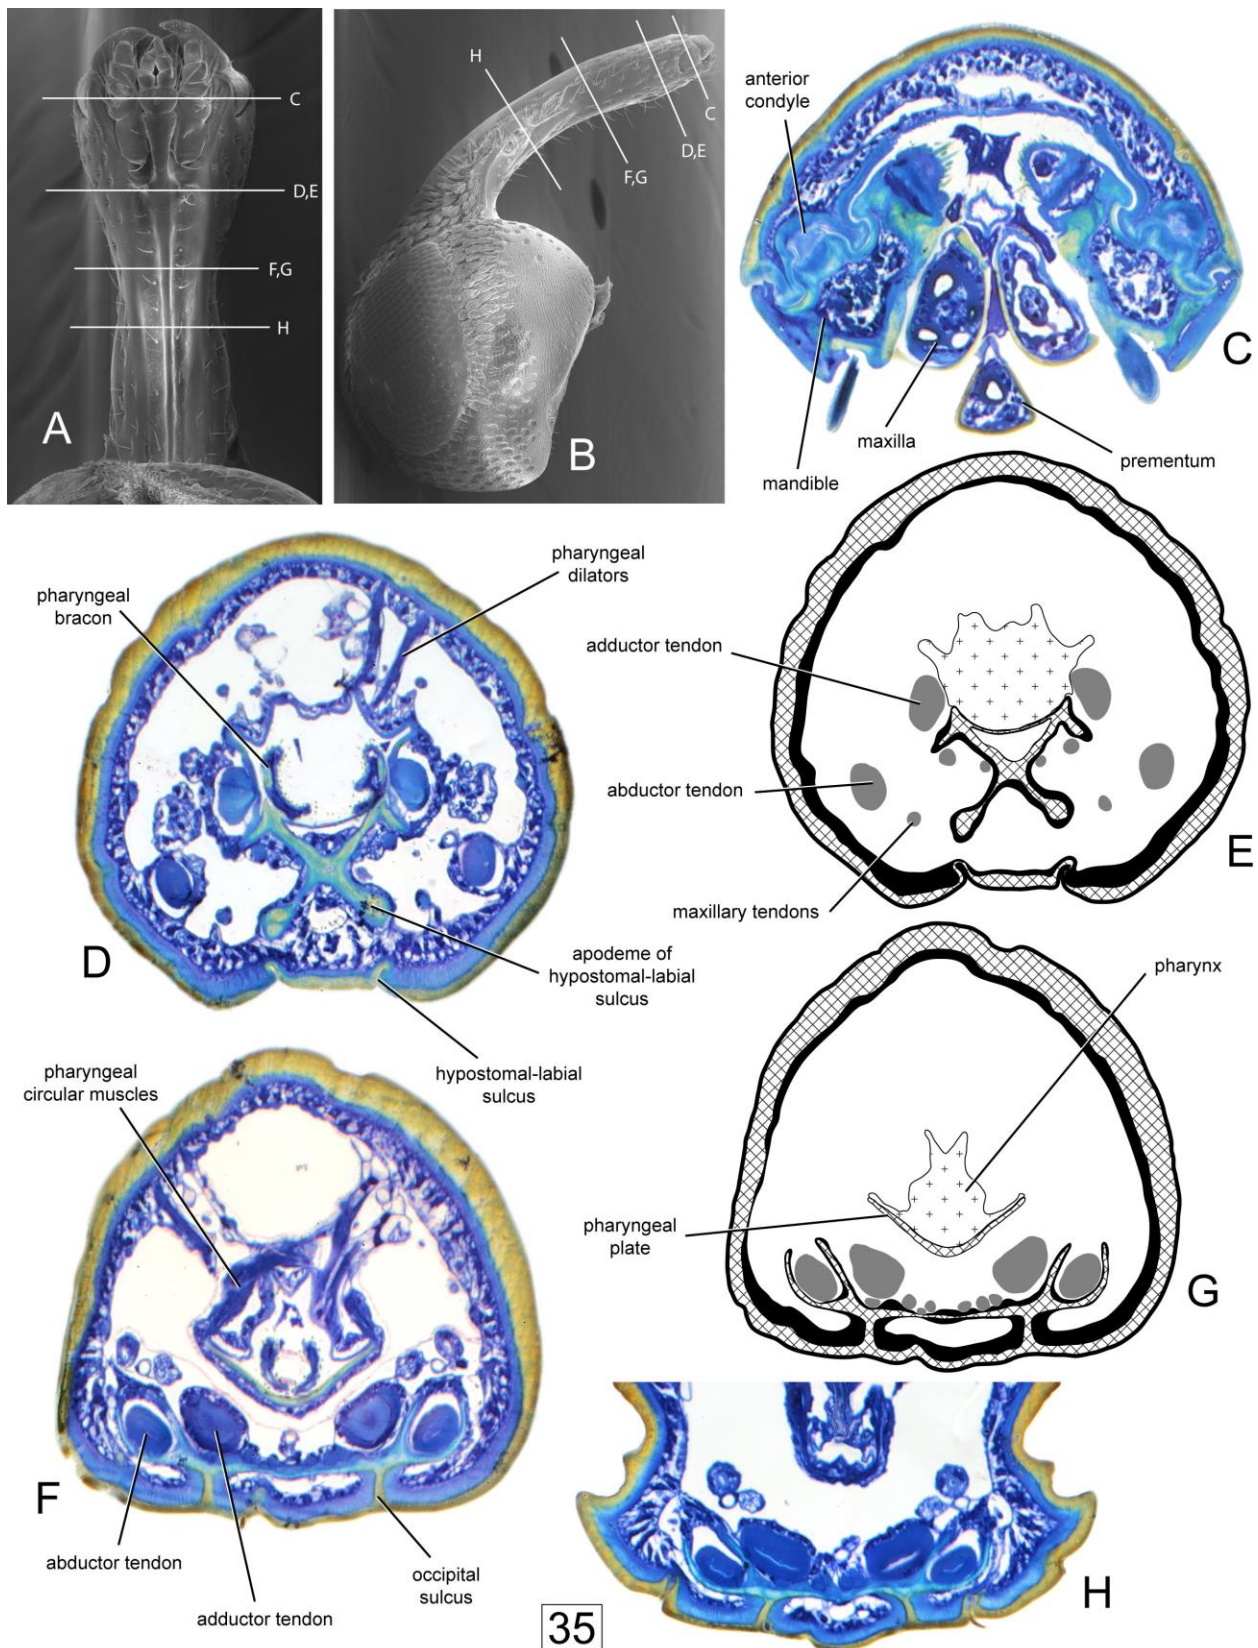 A
C
D,E
F,G
H
B
H
F,G
D,E
C
C
anterior
condyle
maxilla
mandible
prementum
D
pharyngeal
bracon
pharyngeal
dilators
apodeme of
hypostomal-labial
sulcus
hypostomal-labial
sulcus
E
adductor tendon
abductor tendon
maxillary tendons
F
pharyngeal
circular muscles
abductor tendon
adductor tendon
occipital
sulcus
G
pharynx
pharyngeal
plate
H
35